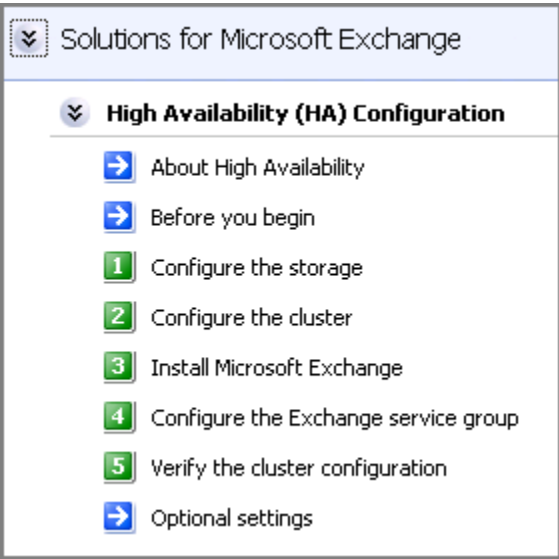 Solutions for Microsoft Exchange
High Availability (HA) Configuration
About High Availability
Before you begin
1 Configure the storage
2 Configure the cluster
3 Install Microsoft Exchange
4 Configure the Exchange service group
5 Verify the cluster configuration
Optional settings